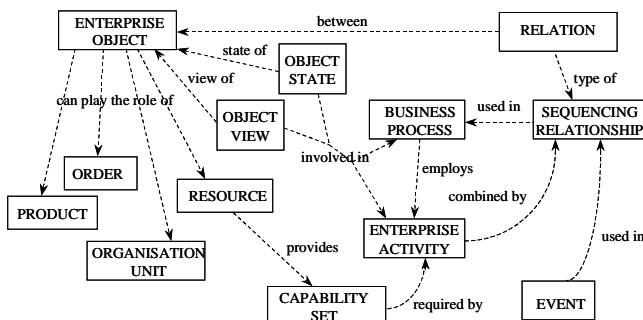 between
ENTERPRISE
OBJECT
RELATION
state of
OBJECT
STATE
view of
type of
can play the role of
OBJECT
VIEW
BUSINESS
PROCESS
used in
SEQUENCING
RELATIONSHIP
involved in
ORDER
employs
RESOURCE
combined by
PRODUCT
ENTERPRISE
ACTIVITY
used in
ORGANISATION
UNIT
provides
CAPABILITY
SET
required by
EVENT